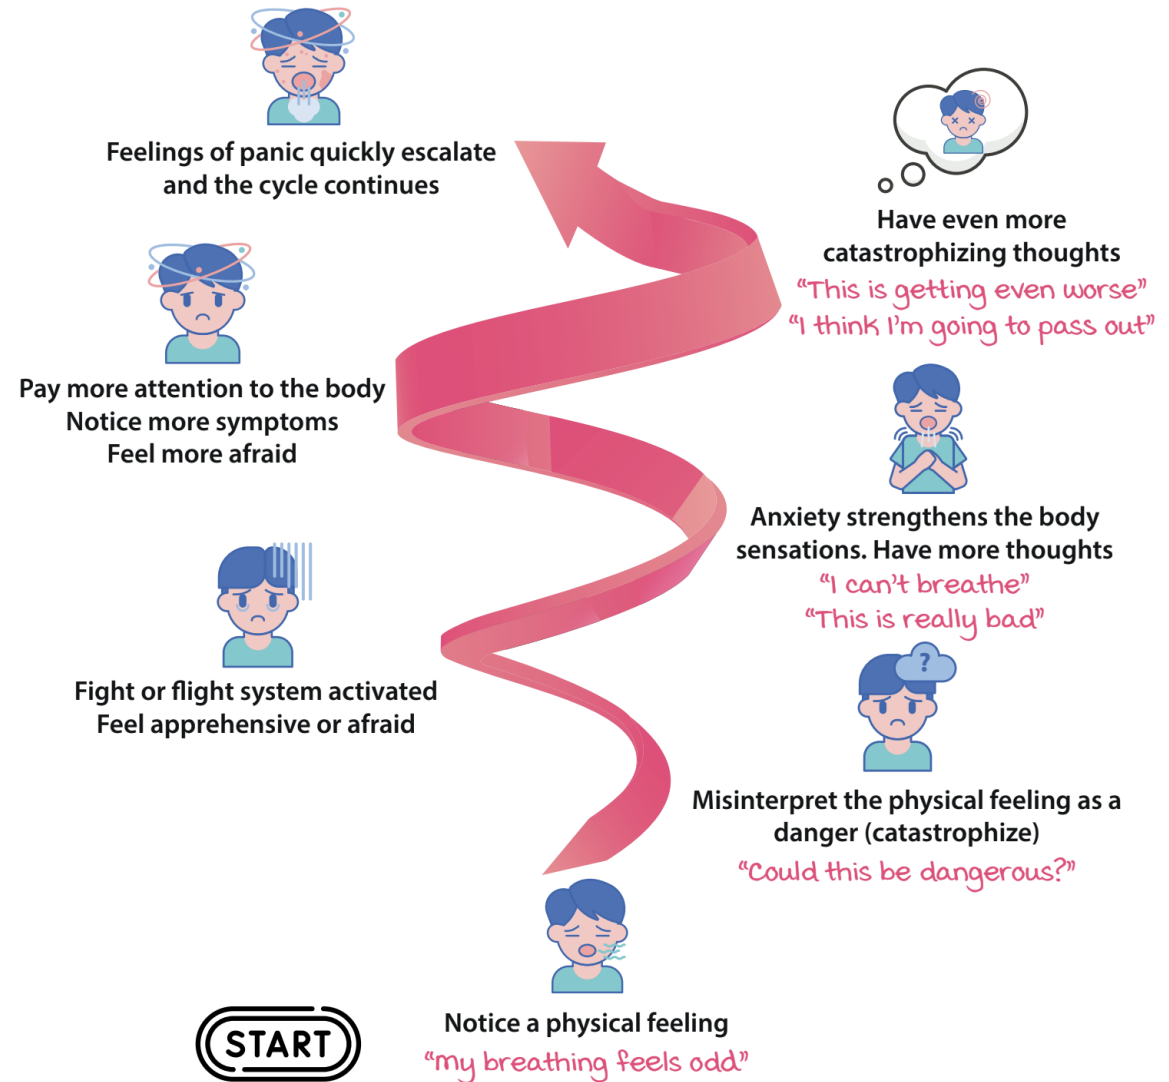 Feelings of panic quickly escalate
and the cycle continues
Have even more
catastrophizing thoughts
“This is getting even worse”
“I think I’m going to pass out”
Pay more attention to the body
Notice more symptoms
Feel more afraid
Anxiety strengthens the body
sensations. Have more thoughts
“I can’t breathe”
“This is really bad”
Fight or flight system activated
Feel apprehensive or afraid
?
Misinterpret the physical feeling as a
danger (catastrophize)
“Could this be dangerous?”
START
Notice a physical feeling
“my breathing feels odd”